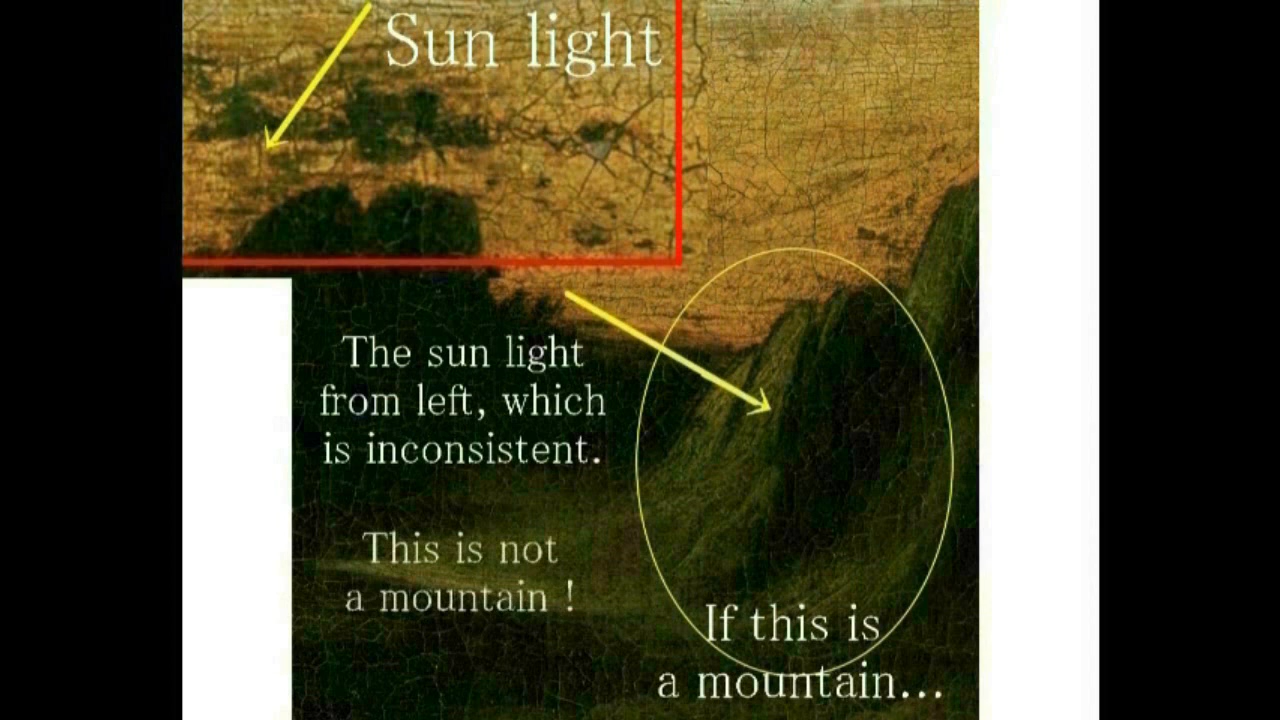 Sun light
The sun light
from left, which
is inconsistent.
This is not
a mountain !
If this is
a mountain...